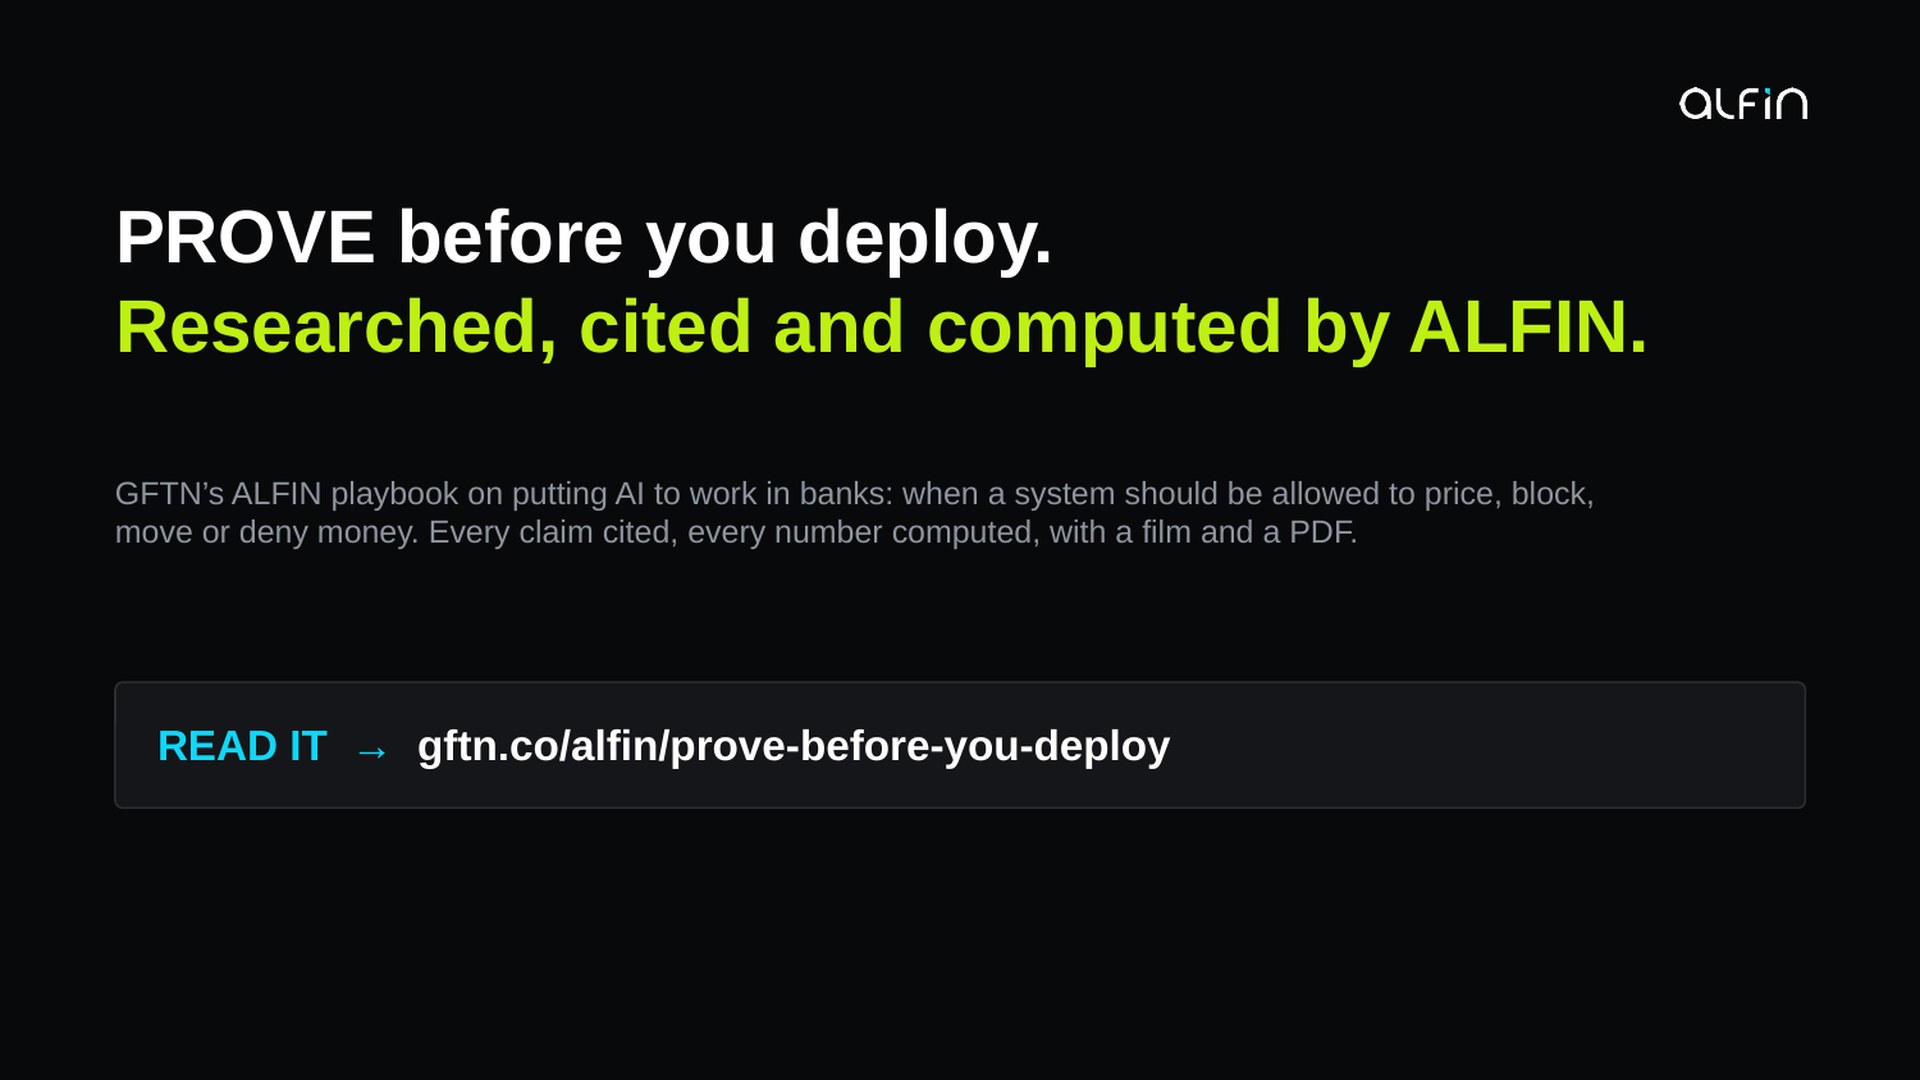 alfin
PROVE before you deploy.
Researched, cited and computed by ALFIN.
GFTN’s ALFIN playbook on putting AI to work in banks: when a system should be allowed to price, block,
move or deny money. Every claim cited, every number computed, with a film and a PDF.
READ IT → gftn.co/alfin/prove-before-you-deploy